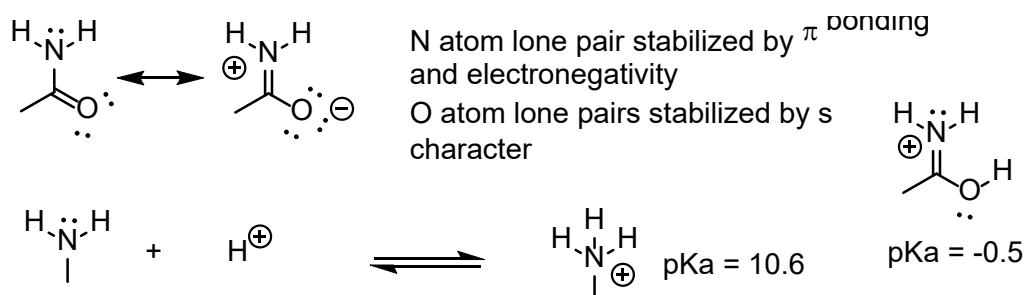 H H
N
O
H H
N
⊕
O ⊖
N atom lone pair stabilized by π bonding
and electronegativity
O atom lone pairs stabilized by s
character
H H
N
⊕
O H
pKa = -0.5
H H
N
+
H⊕
H
H H
N
⊕
pKa = 10.6